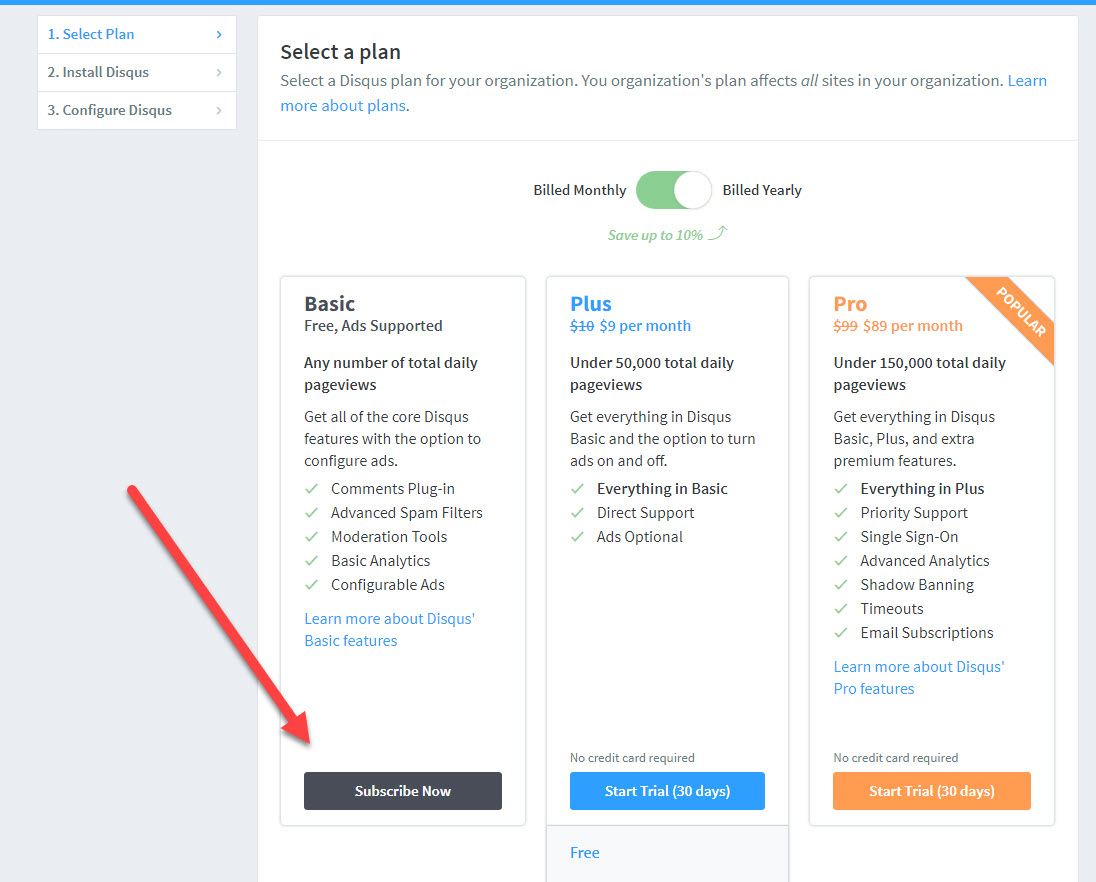 1. Select Plan
2. Install Disqus
3. Configure Disqus
Select a plan
Select a Disqus plan for your organization. You organization's plan affects all sites in your organization. Learn
more about plans.
Billed Monthly
Billed Yearly
Save up to 10%
Basic
Free, Ads Supported
Any number of total daily
pageviews
Get all of the core Disqus
features with the option to
configure ads.
Comments Plug-in
Advanced Spam Filters
Moderation Tools
Basic Analytics
Configurable Ads
Learn more about Disqus'
Basic features
Subscribe Now
Plus
$10 $9 per month
Under 50,000 total daily
pageviews
Get everything in Disqus
Basic and the option to turn
ads on and off.
Everything in Basic
Direct Support
Ads Optional
No credit card required
Start Trial (30 days)
Free
POPULAR
Pro
$99 $89 per month
Under 150,000 total daily
pageviews
Get everything in Disqus
Basic, Plus, and extra
premium features.
Everything in Plus
Priority Support
Single Sign-On
Advanced Analytics
Shadow Banning
Timeouts
Email Subscriptions
Learn more about Disqus'
Pro features
No credit card required
Start Trial (30 days)